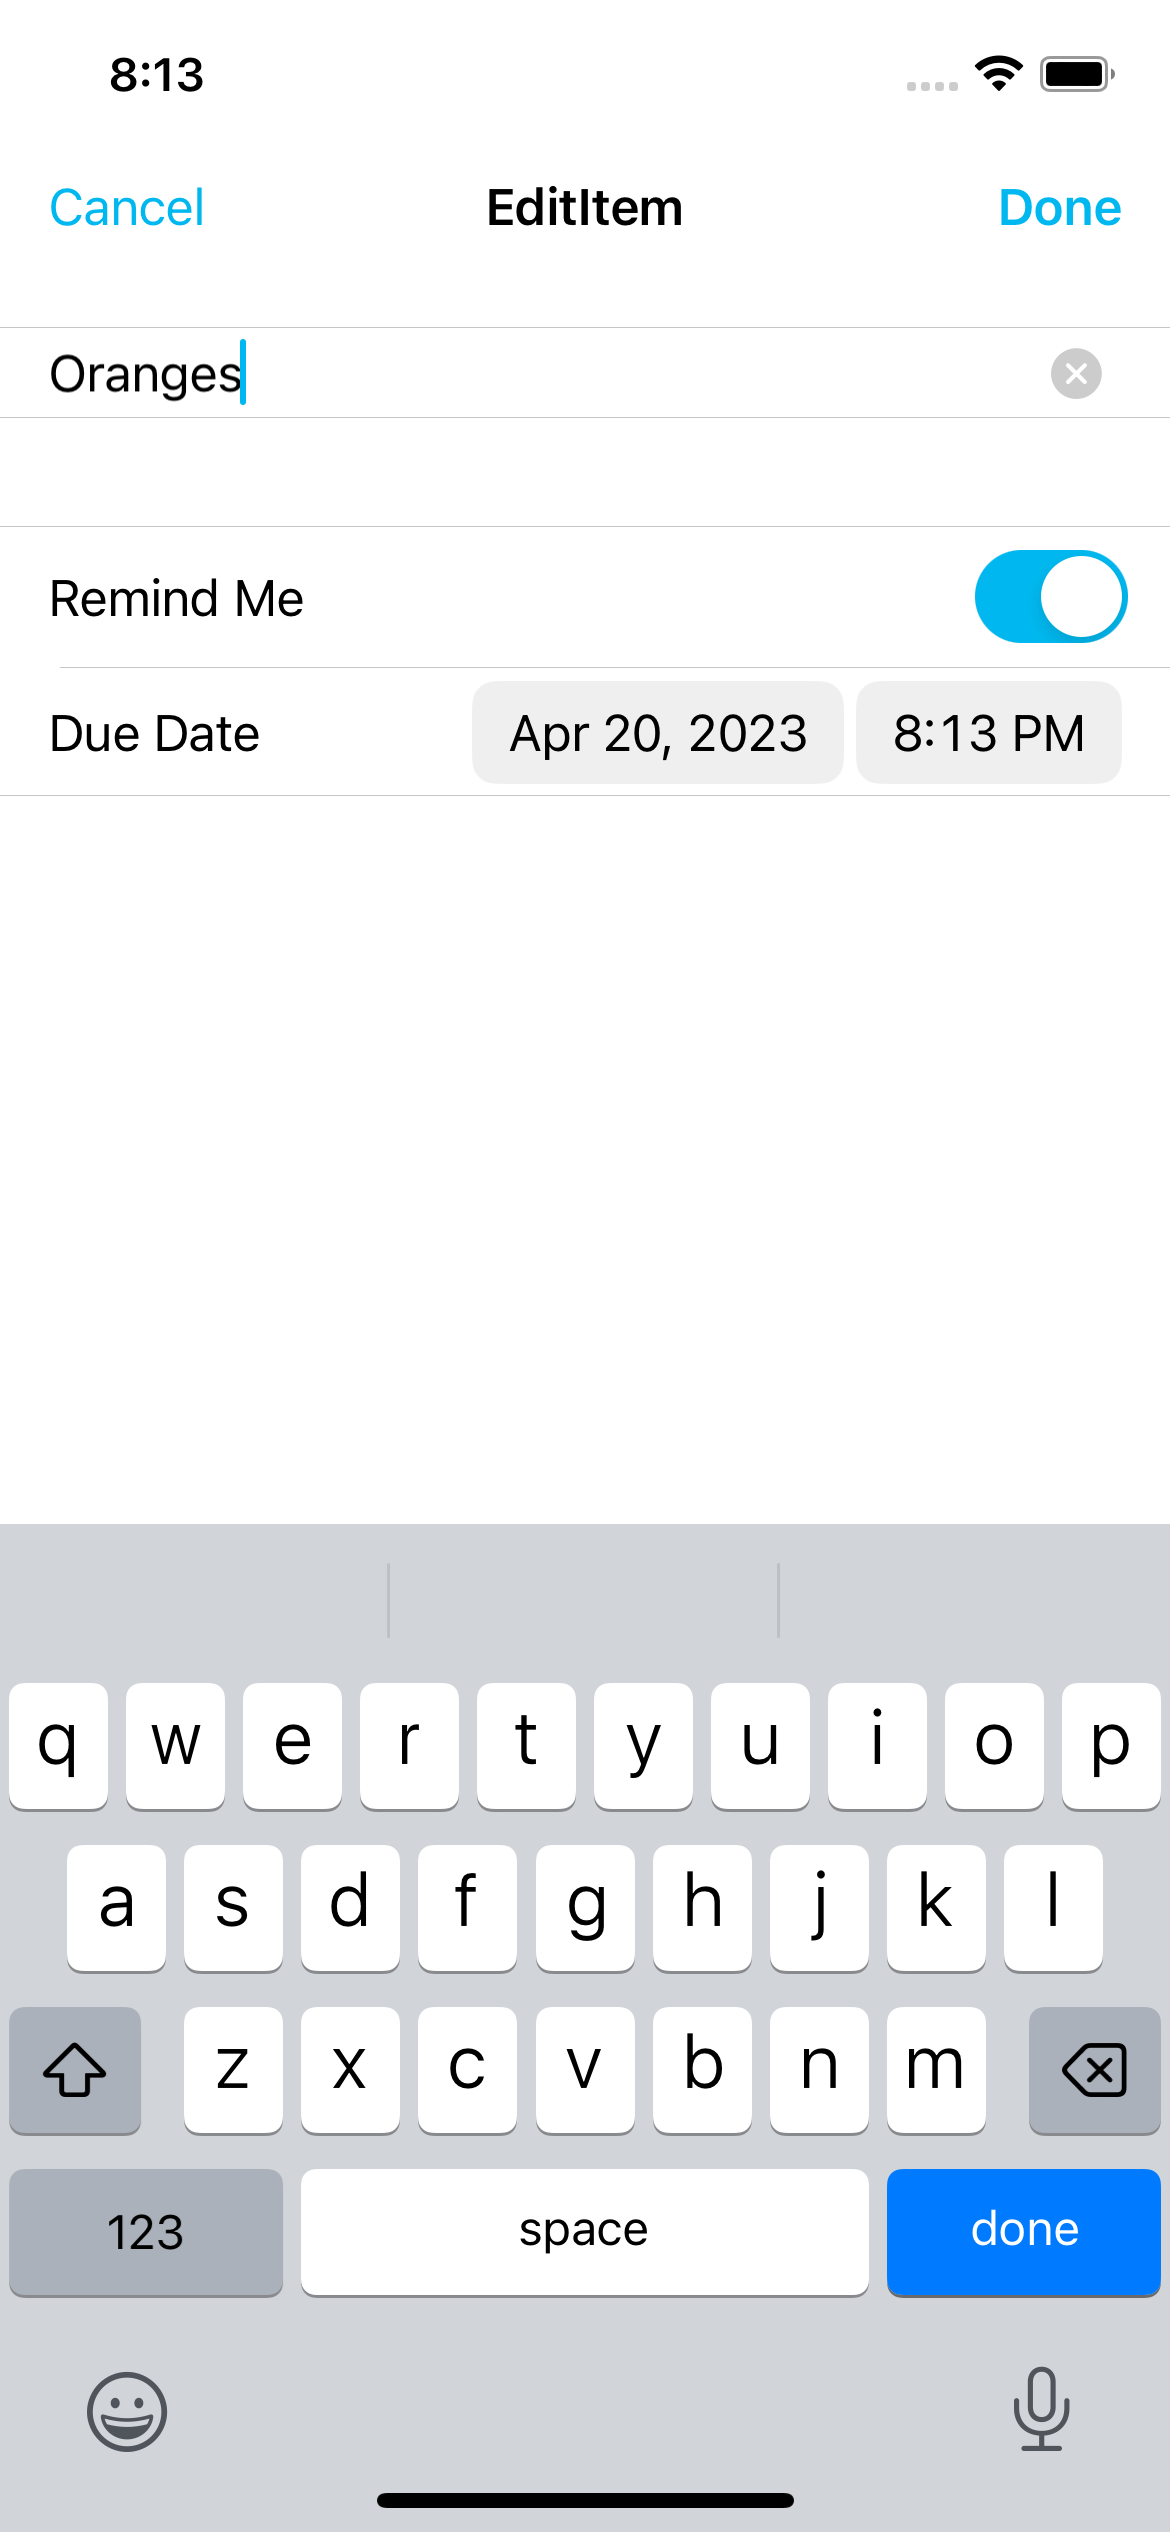 8:13
Cancel EditItem Done
Oranges
Remind Me
Due Date Apr 20, 2023 8:13 PM
q w e r t y u i o p
a s d f g h j k l
z x c v b n m
123 space done